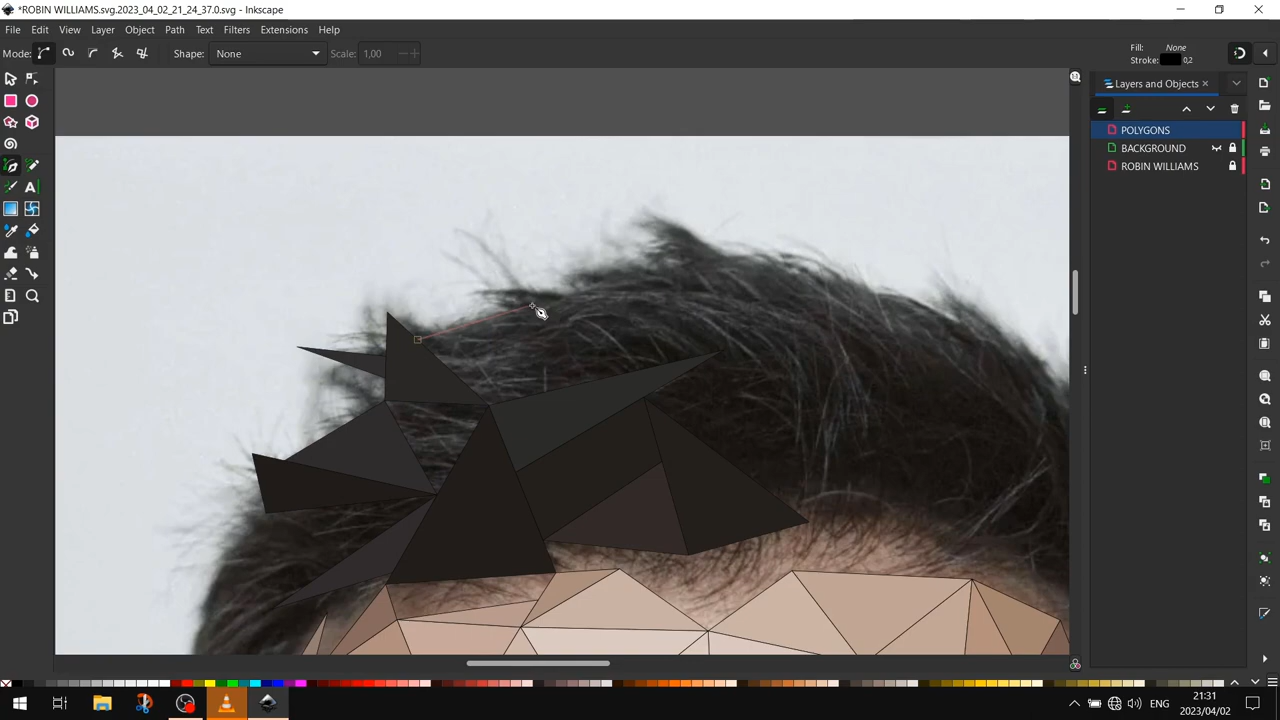 *ROBIN WILLIAMS.svg.2023_04_02_21_24_37.0.svg - Inkscape
File Edit View Layer Object Path Text Filters Extensions Help
Mode: Shape: None Scale: 1,00
Fill: None
Stroke: 0,2
Layers and Objects
POLYGONS
BACKGROUND
ROBIN WILLIAMS
ENG
21:31
2023/04/02